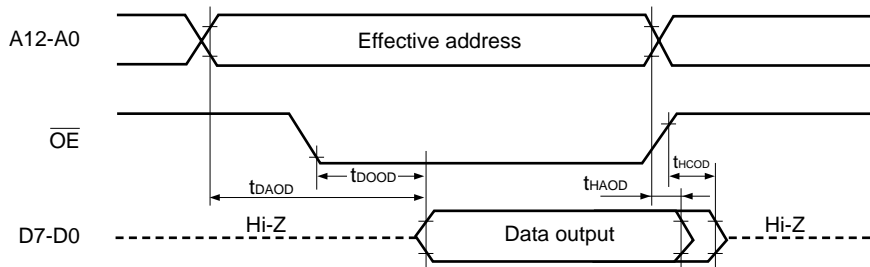 A12-A0
Effective address
OE
tDOOD
tHCOD
tDAOD
tHAOD
D7-D0
Hi-Z
Data output
Hi-Z